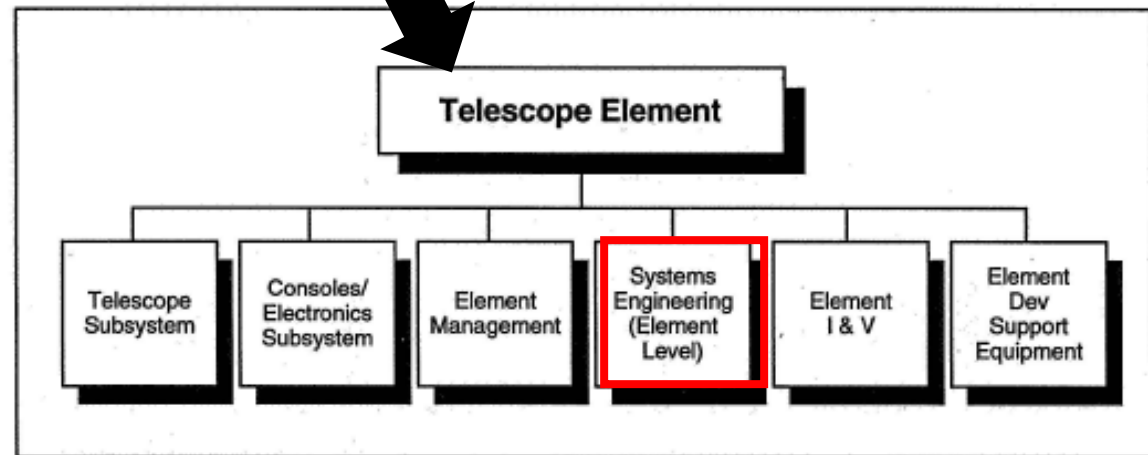 Telescope Element
Telescope
Subsystem
Consoles/
Electronics
Subsystem
Element
Management
Systems
Engineering
(Element
Level)
Element
I & V
Element
Dev
Support
Equipment